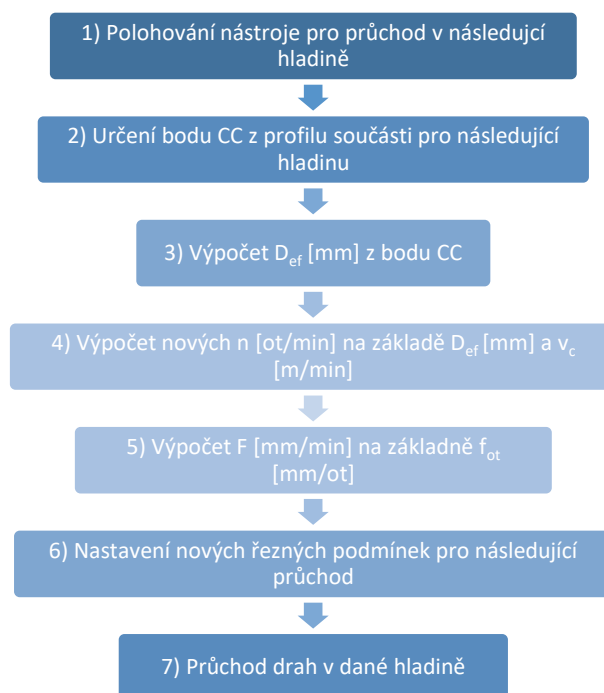 1) Polohování nástroje pro průchod v následujcí
hladině
2) Určení bodu CC z profilu součásti pro následující
hladinu
3) Výpočet Def [mm] z bodu CC
4) Výpočet nových n [ot/min] na základě Def [mm] a vc
[m/min]
5) Výpočet F [mm/min] na základně fot
[mm/ot]
6) Nastavení nových řezných podmínek pro následující
průchod
7) Průchod drah v dané hladině